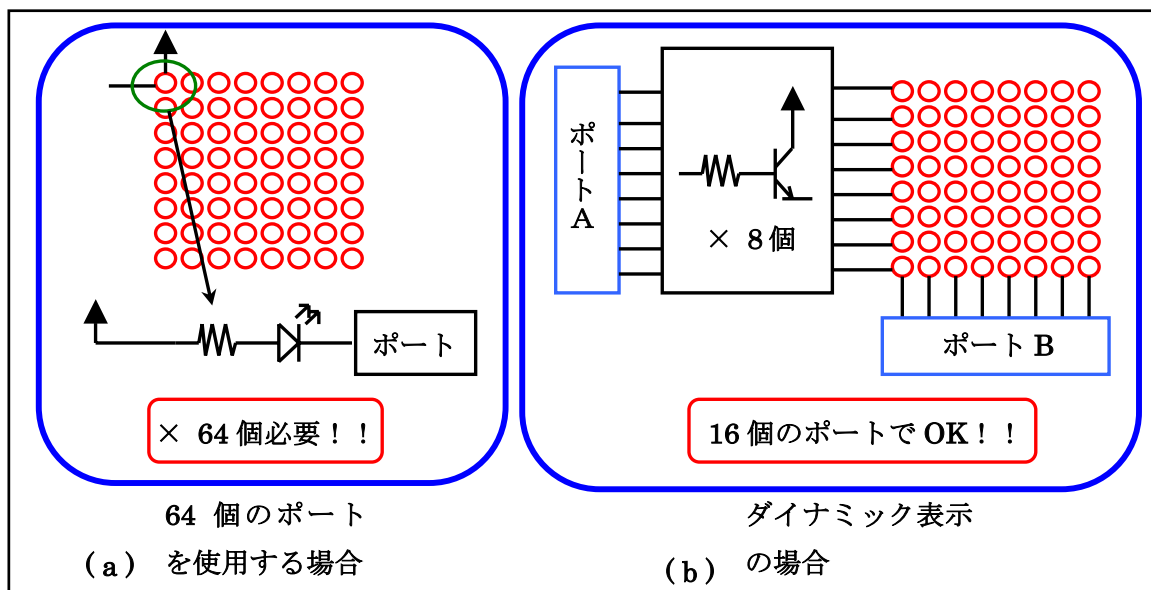 × 64個必要！！
ポート
64 個のポート
(a) を使用する場合
ポートA
× 8個
ポートB
16個のポートでOK！！
ダイナミック表示
(b) の場合